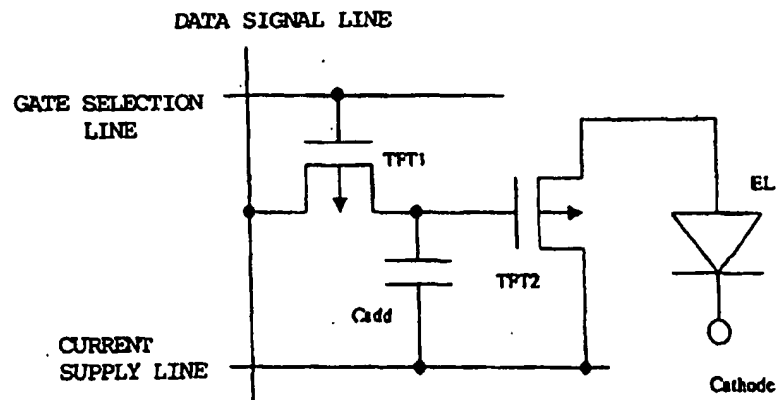 DATA SIGNAL LINE
GATE SELECTION
LINE
TFT1
EL
TFT2
Cadd
CURRENT
SUPPLY LINE
Cathode